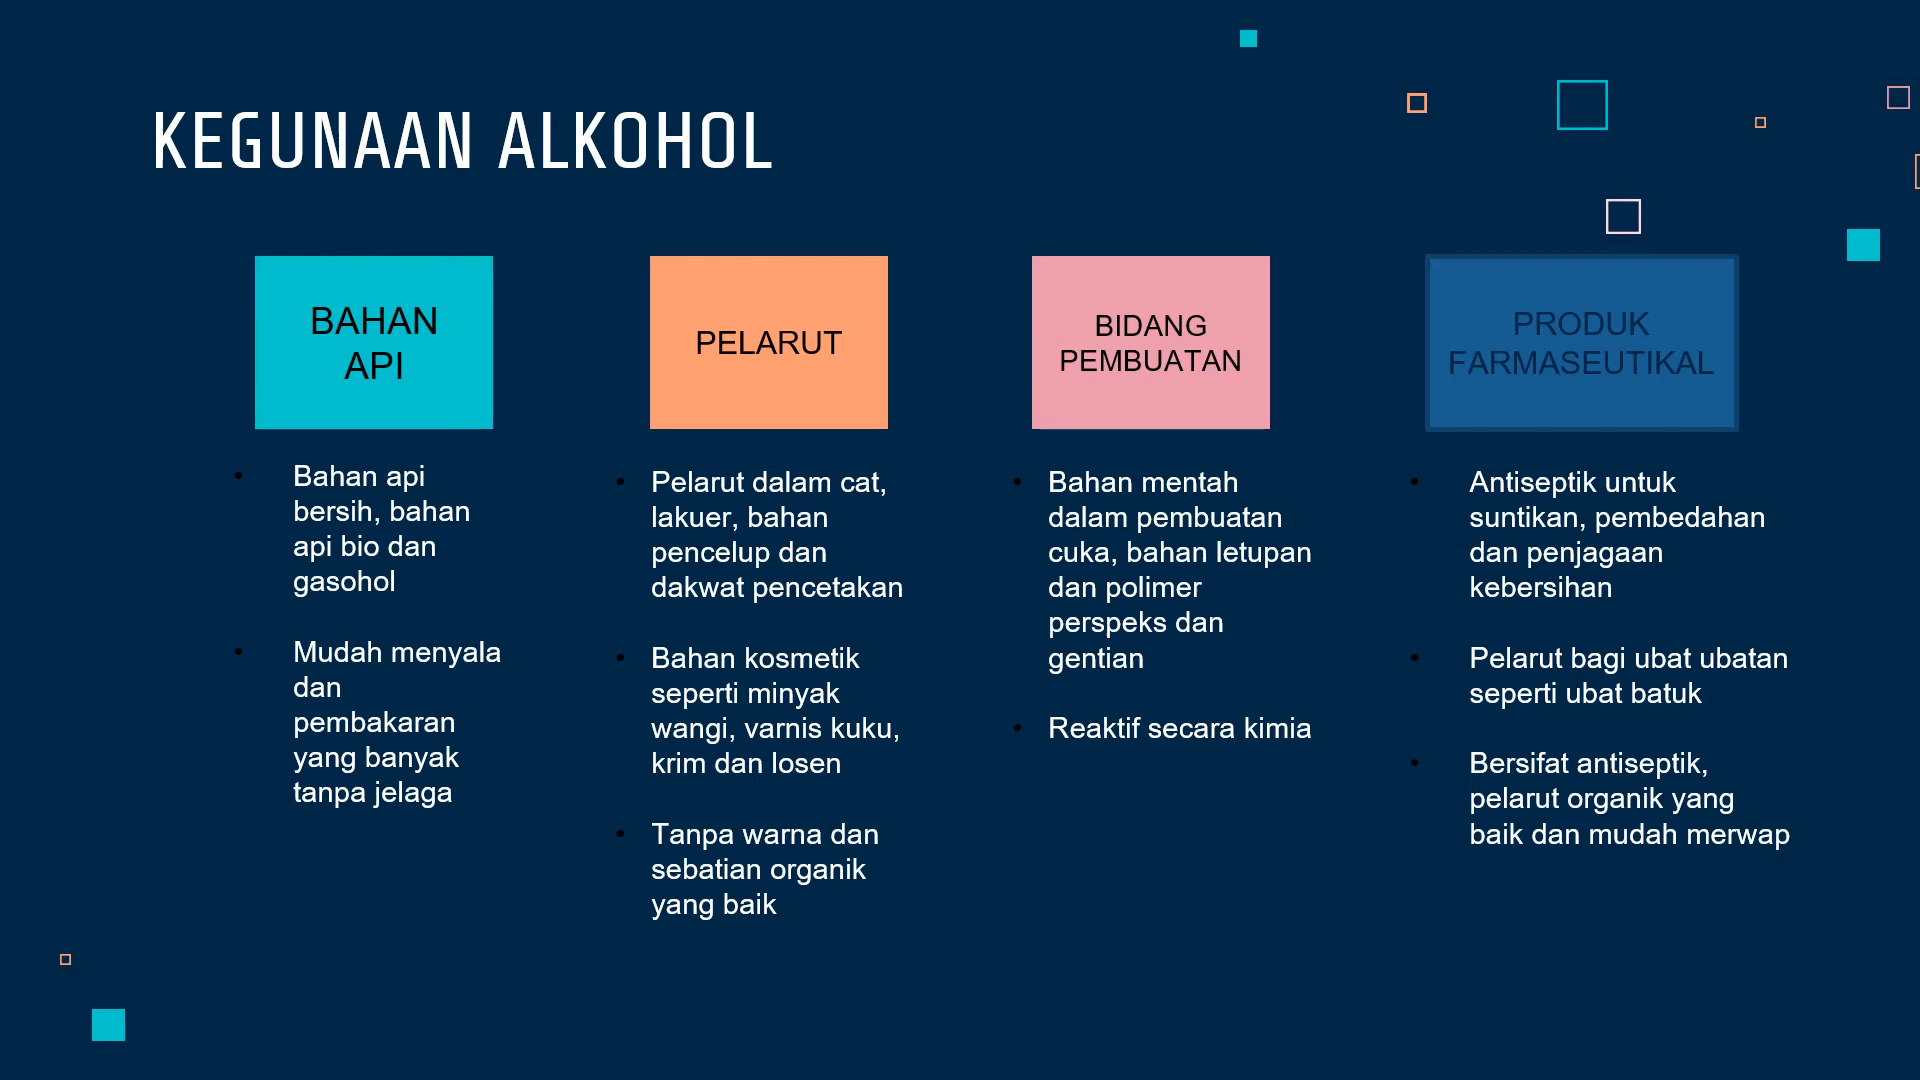 KEGUNAAN ALKOHOL
BAHAN
API
• Bahan api
bersih, bahan
api bio dan
gasohol
• Mudah menyala
dan
pembakaran
yang banyak
tanpa jelaga
PELARUT
• Pelarut dalam cat,
lakuer, bahan
pencelup dan
dakwat pencetakan
• Bahan kosmetik
seperti minyak
wangi, varnis kuku,
krim dan losen
• Tanpa warna dan
sebatian organik
yang baik
BIDANG
PEMBUATAN
• Bahan mentah
dalam pembuatan
cuka, bahan letupan
dan polimer
perspeks dan
gentian
• Reaktif secara kimia
PRODUK
FARMASEUTIKAL
• Antiseptik untuk
suntikan, pembedahan
dan penjagaan
kebersihan
• Pelarut bagi ubat ubatan
seperti ubat batuk
• Bersifat antiseptik,
pelarut organik yang
baik dan mudah merwap